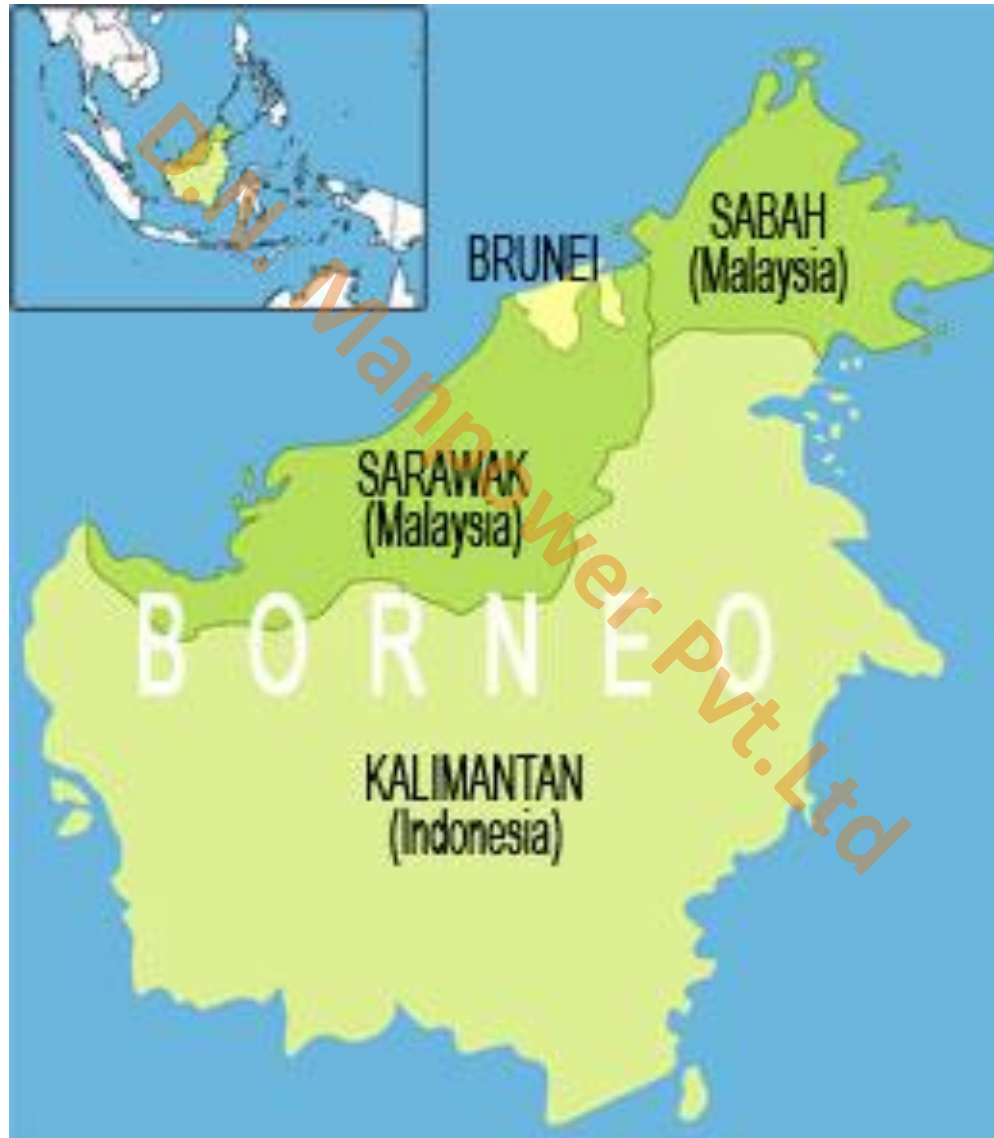 SABAH
(Malaysia)
BRUNEI
SARAWAK
(Malaysia)
BORNEO
KALIMANTAN
(Indonesia)
D.N. Manpower Pvt.Ltd